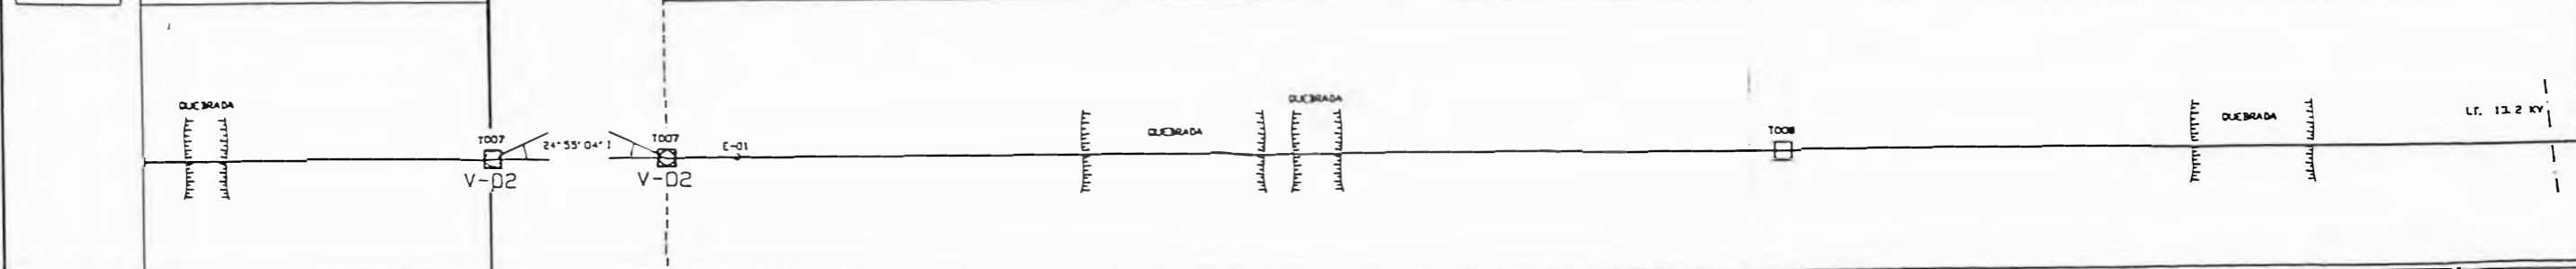 QUEBRADA
T007
24°55'04" I
V-02
T007
V-02
E-01
QUEBRADA
QUEBRADA
T008
QUEBRADA
LT. 13.2 KV